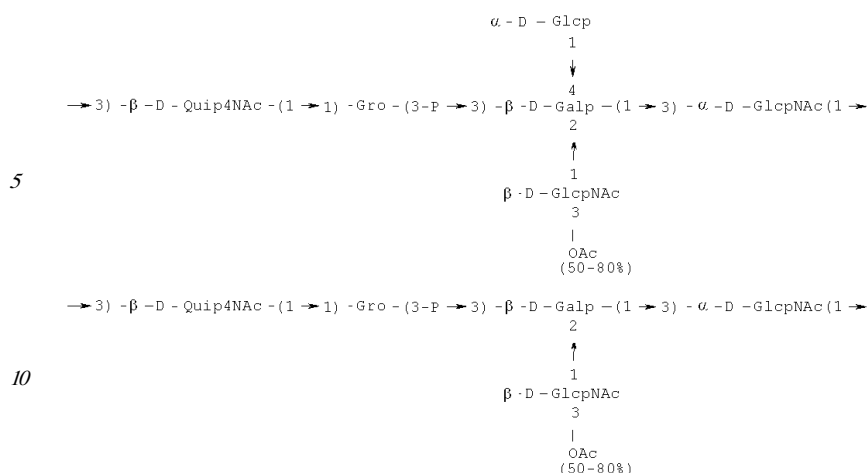 α - D - Glcp
1
↓
4
→ 3) - β - D - Quip4NAc - (1 → 1) - Gro - (3-P → 3) - β - D - Galp - (1 → 3) - α - D - GlcpNAc(1 →
2
↑
5
1
β · D - GlcpNAc
3
|
OAc
(50-80%)
→ 3) - β - D - Quip4NAc - (1 → 1) - Gro - (3-P → 3) - β - D - Galp - (1 → 3) - α - D - GlcpNAc(1 →
2
↑
10
1
β · D - GlcpNAc
3
|
OAc
(50-80%)